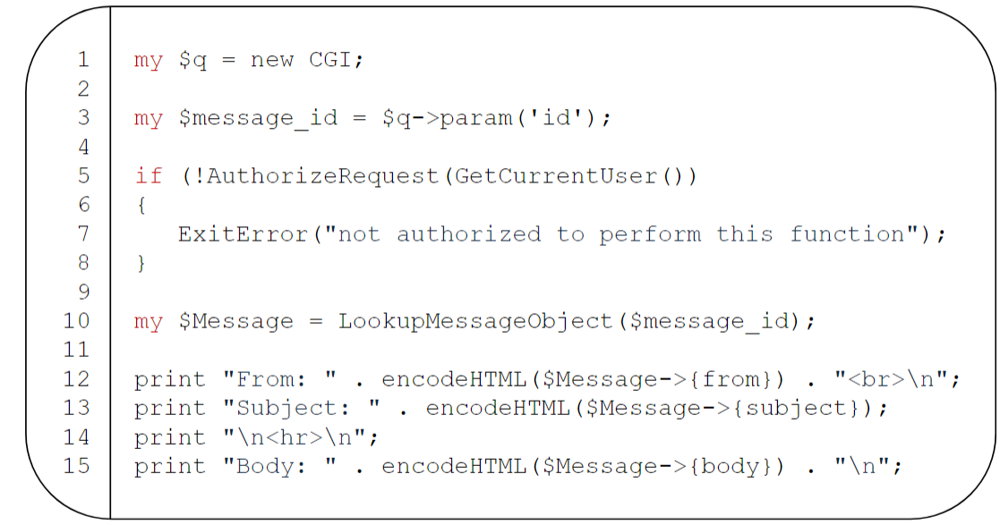 1 my $q = new CGI;
2
3 my $message_id = $q->param('id');
4
5 if (!AuthorizeRequest(GetCurrentUser())
6 {
7 ExitError("not authorized to perform this function");
8 }
9
10 my $Message = LookupMessageObject($message_id);
11
12 print "From: " . encodeHTML($Message->{from}) . "<br>\n";
13 print "Subject: " . encodeHTML($Message->{subject});
14 print "\n<hr>\n";
15 print "Body: " . encodeHTML($Message->{body}) . "\n";